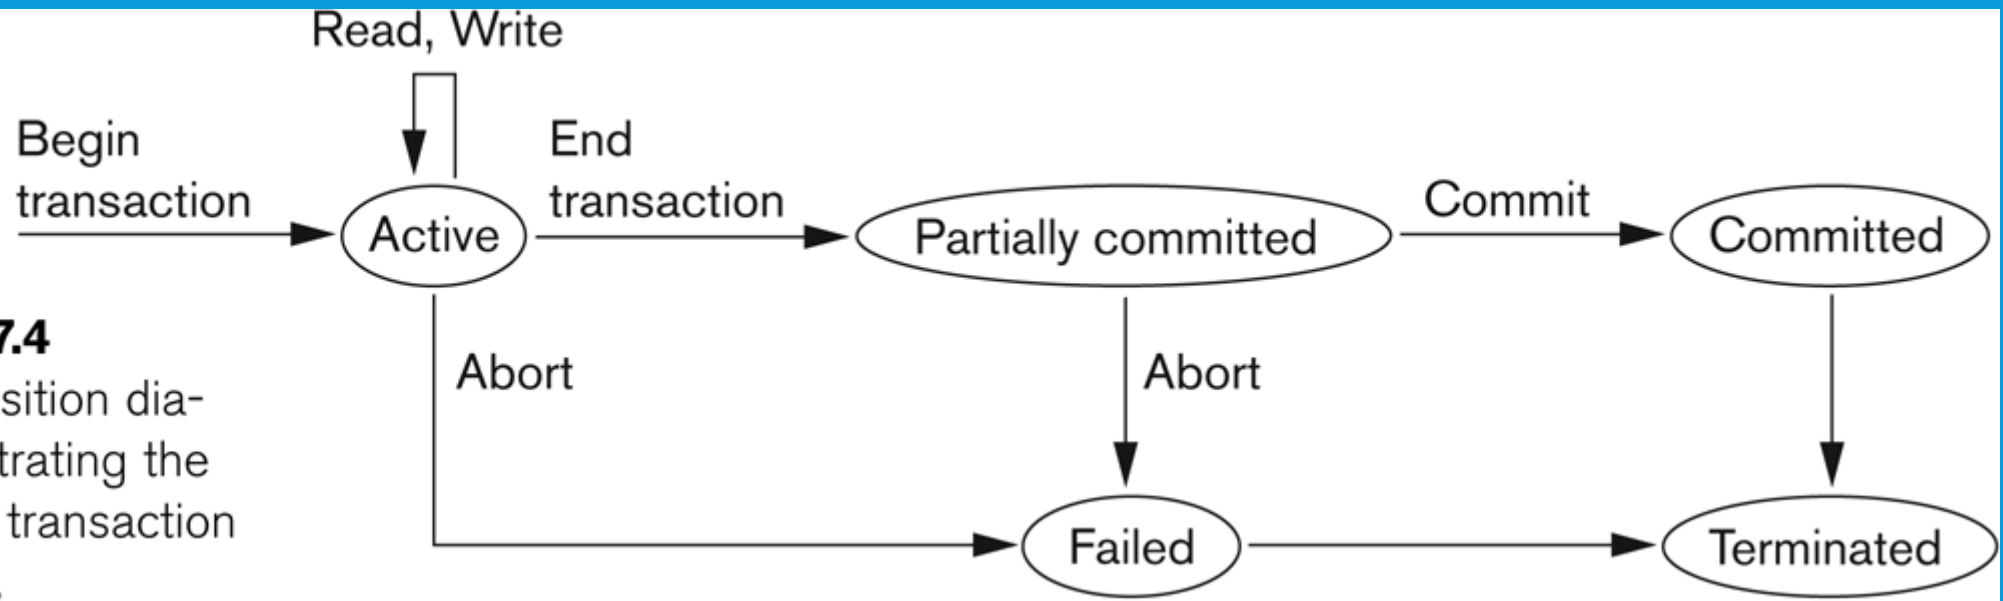 Read, Write
Begin
transaction
End
transaction
Active
Partially committed
Commit
Committed
7.4
sition dia-
trating the
transaction
Abort
Abort
Failed
Terminated